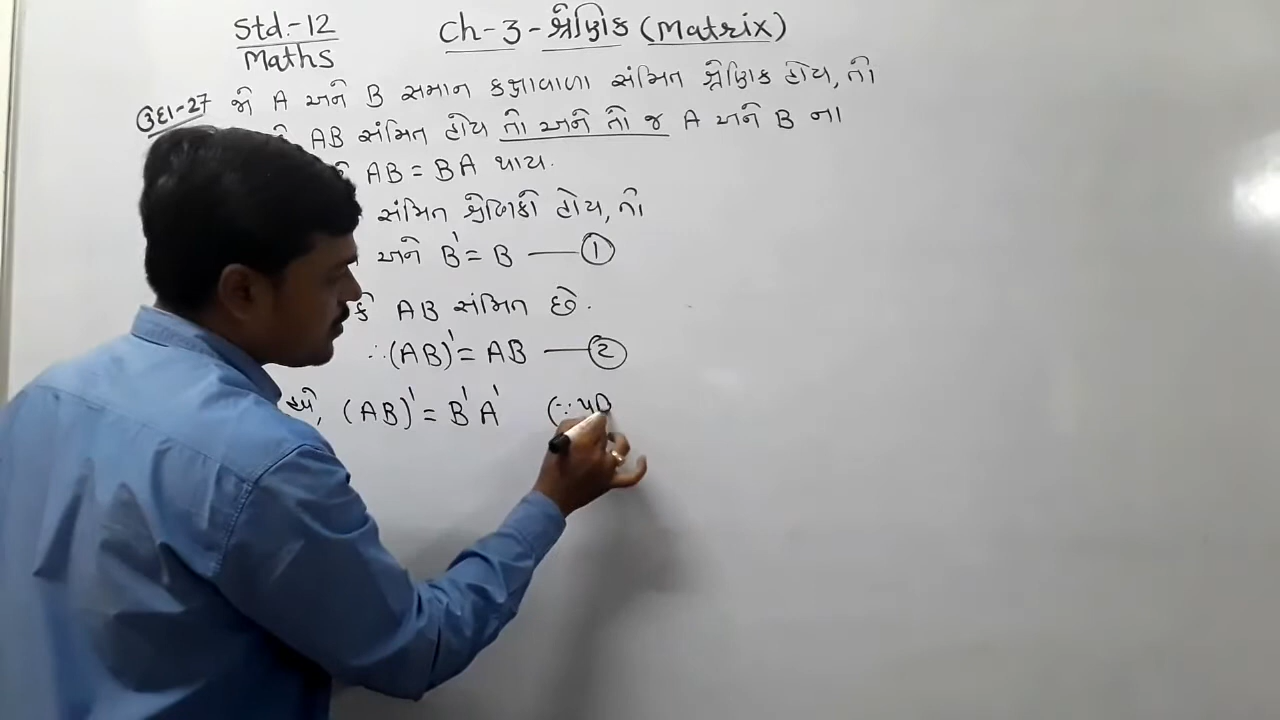 Std.-12
Maths
Ch-3-શ્રેણિક (Matrix)
ઉદા-27 જો A અને B સમાન કક્ષાવાળા સંમિત શ્રેણિક હોય, તો
AB સંમિત હોય તો અને તો જ A અને B ના
AB = BA થાય.
સંમિત શ્રેણિકો હોય, તો
અને B' = B — ①
કે AB સંમિત છે.
∴ (AB)' = AB — ②
(AB)' = B'A' (∵